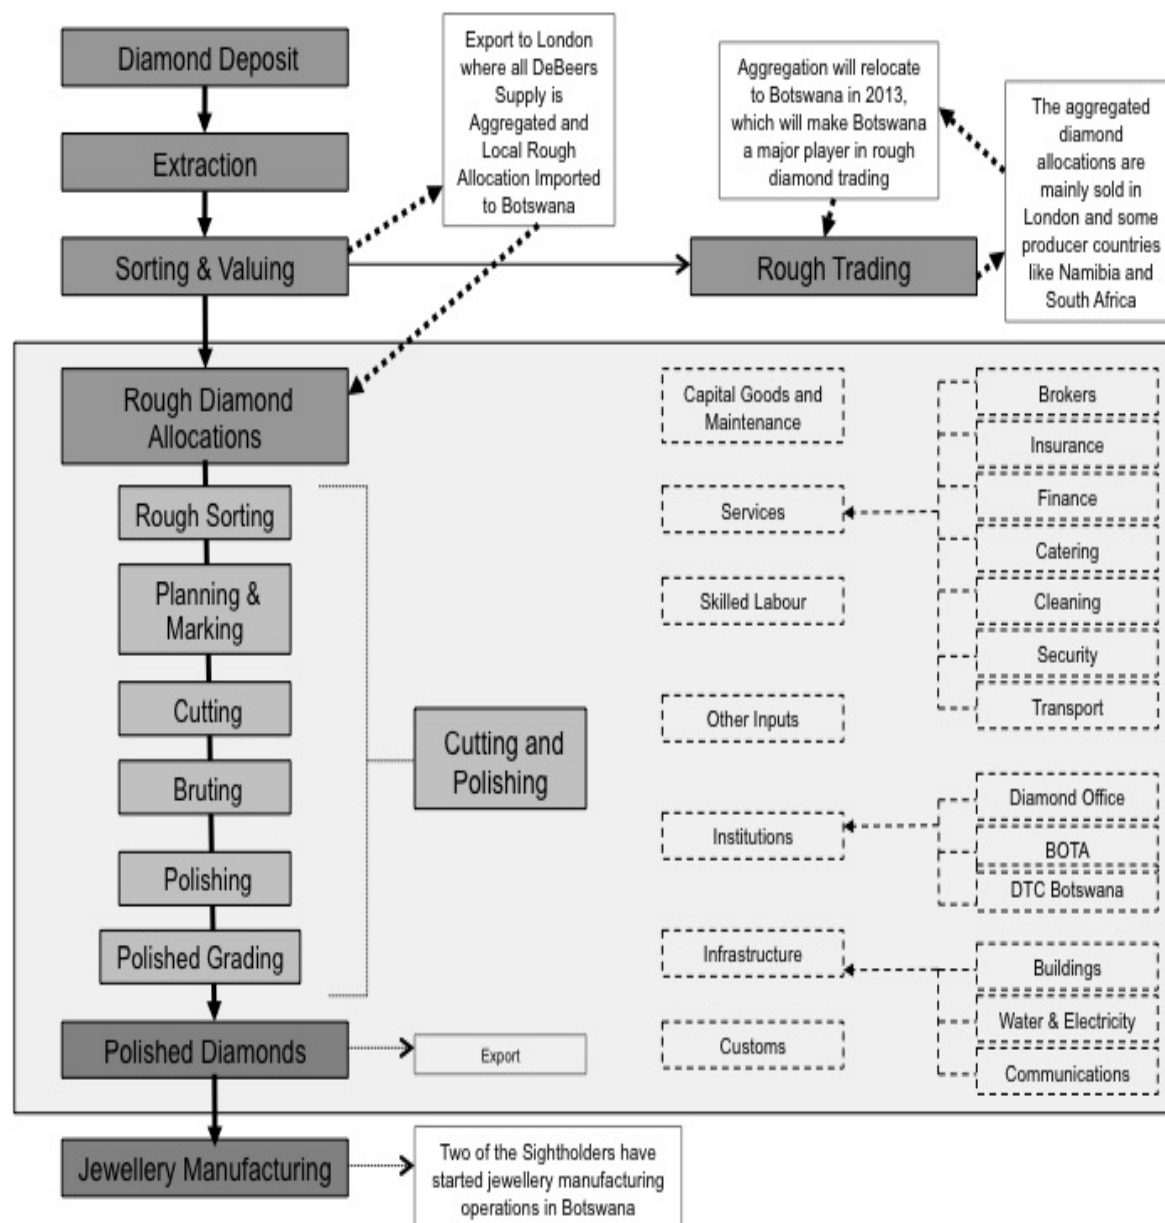 Diamond Deposit
Extraction
Sorting & Valuing
Export to London
where all DeBeers
Supply is
Aggregated and
Local Rough
Allocation Imported
to Botswana
Aggregation will relocate
to Botswana in 2013,
which will make Botswana
a major player in rough
diamond trading
Rough Trading
The aggregated
diamond
allocations are
mainly sold in
London and some
producer countries
like Namibia and
South Africa
Rough Diamond
Allocations
Rough Sorting
Planning &
Marking
Cutting
Bruting
Polishing
Polished Grading
Cutting and
Polishing
Polished Diamonds
Export
Jewellery Manufacturing
Two of the Sightholders have
started jewellery manufacturing
operations in Botswana
Capital Goods and
Maintenance
Services
Skilled Labour
Other Inputs
Institutions
Infrastructure
Customs
Brokers
Insurance
Finance
Catering
Cleaning
Security
Transport
Diamond Office
BOTA
DTC Botswana
Buildings
Water & Electricity
Communications